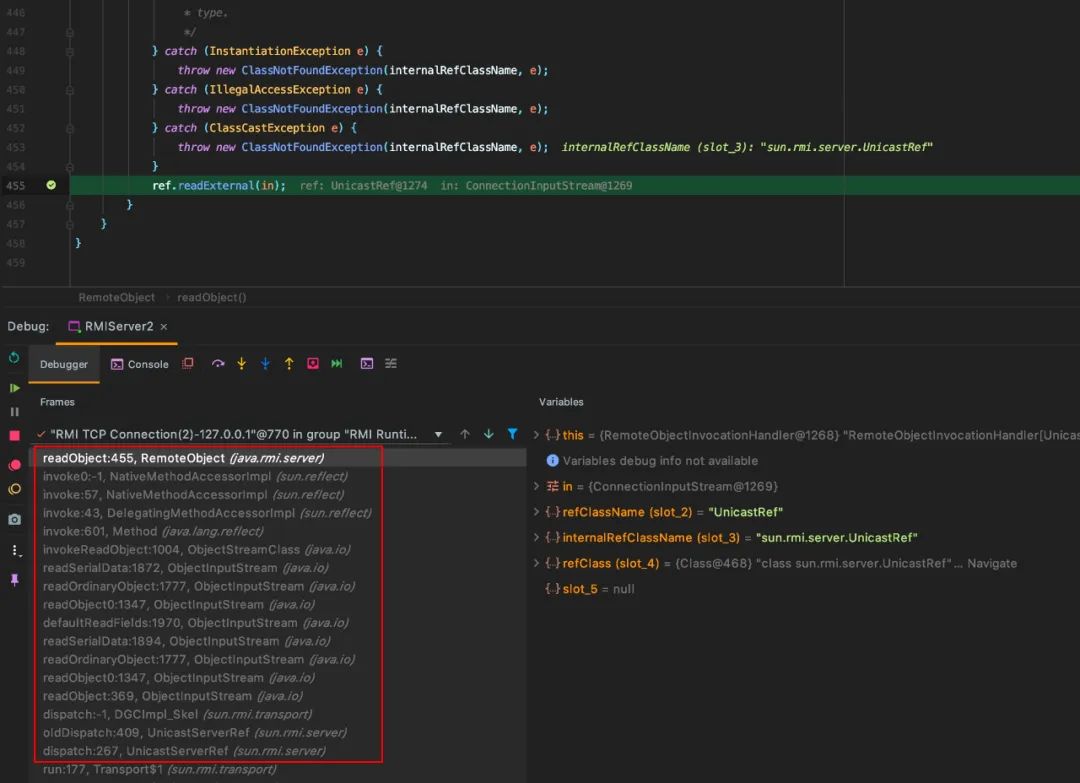 446 * type.
447 */
448 } catch (InstantiationException e) {
449 throw new ClassNotFoundException(internalRefClassName, e);
450 } catch (IllegalAccessException e) {
451 throw new ClassNotFoundException(internalRefClassName, e);
452 } catch (ClassCastException e) {
453 throw new ClassNotFoundException(internalRefClassName, e); internalRefClassName (slot_3): "sun.rmi.server.UnicastRef"
454 }
455 ref.readExternal(in); ref: UnicastRef@1274 in: ConnectionInputStream@1269
456 }
457 }
458 }
459
RemoteObject › readObject()
Debug: RMIServer2 ×
Debugger Console
Frames
"RMI TCP Connection(2)-127.0.0.1"@770 in group "RMI Runti...
readObject:455, RemoteObject (java.rmi.server)
invoke0:-1, NativeMethodAccessorImpl (sun.reflect)
invoke:57, NativeMethodAccessorImpl (sun.reflect)
invoke:43, DelegatingMethodAccessorImpl (sun.reflect)
invoke:601, Method (java.lang.reflect)
invokeReadObject:1004, ObjectStreamClass (java.io)
readSerialData:1872, ObjectInputStream (java.io)
readOrdinaryObject:1777, ObjectInputStream (java.io)
readObject0:1347, ObjectInputStream (java.io)
defaultReadFields:1970, ObjectInputStream (java.io)
readSerialData:1894, ObjectInputStream (java.io)
readOrdinaryObject:1777, ObjectInputStream (java.io)
readObject0:1347, ObjectInputStream (java.io)
readObject:369, ObjectInputStream (java.io)
dispatch:-1, DGCImpl_Skel (sun.rmi.transport)
oldDispatch:409, UnicastServerRef (sun.rmi.server)
dispatch:267, UnicastServerRef (sun.rmi.server)
run:177, Transport$1 (sun.rmi.transport)
Variables
this = {RemoteObjectInvocationHandler@1268} "RemoteObjectInvocationHandler[Unicas
Variables debug info not available
in = {ConnectionInputStream@1269}
refClassName (slot_2) = "UnicastRef"
internalRefClassName (slot_3) = "sun.rmi.server.UnicastRef"
refClass (slot_4) = {Class@468} "class sun.rmi.server.UnicastRef"... Navigate
slot_5 = null